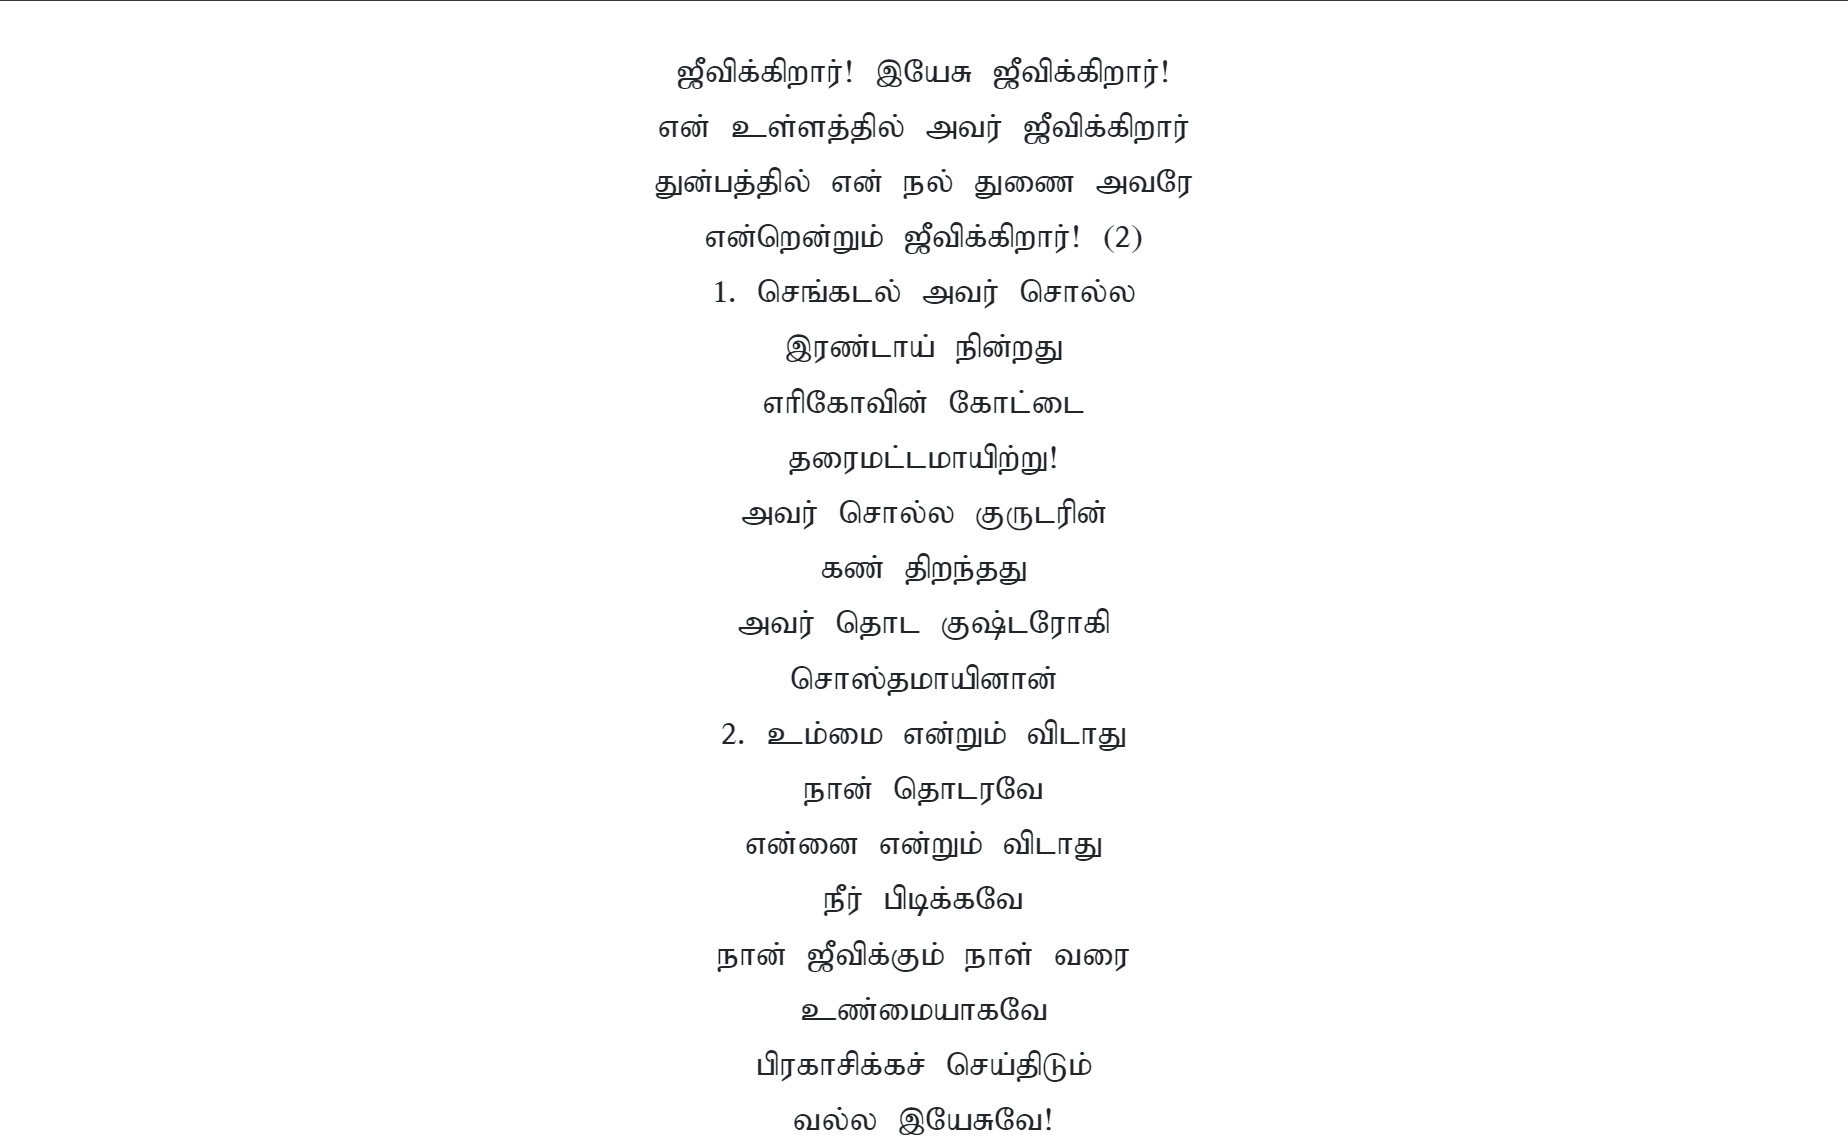 ஜீவிக்கிறார்! இயேசு ஜீவிக்கிறார்!
என் உள்ளத்தில் அவர் ஜீவிக்கிறார்
துன்பத்தில் என் நல் துணை அவரே
என்றென்றும் ஜீவிக்கிறார்! (2)
1. செங்கடல் அவர் சொல்ல
இரண்டாய் நின்றது
எரிகோவின் கோட்டை
தரைமட்டமாயிற்று!
அவர் சொல்ல குருடரின்
கண் திறந்தது
அவர் தொட குஷ்டரோகி
சொஸ்தமாயினான்
2. உம்மை என்றும் விடாது
நான் தொடரவே
என்னை என்றும் விடாது
நீர் பிடிக்கவே
நான் ஜீவிக்கும் நாள் வரை
உண்மையாகவே
பிரகாசிக்கச் செய்திடும்
வல்ல இயேசுவே!